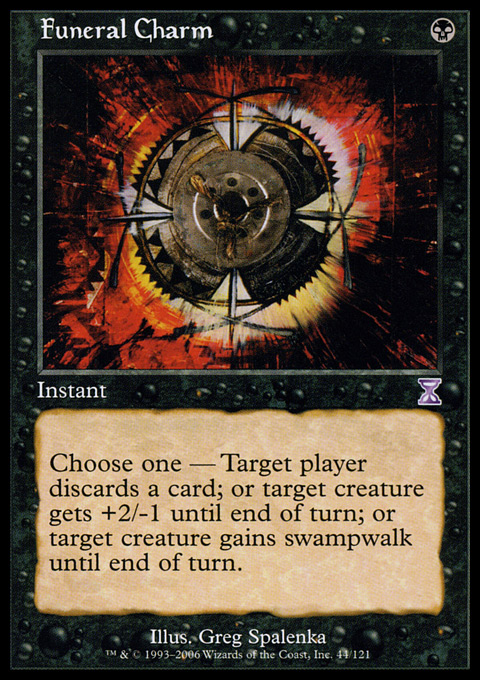 Funeral Charm
Instant
Choose one — Target player
discards a card; or target creature
gets +2/-1 until end of turn; or
target creature gains swampwalk
until end of turn.
Illus. Greg Spalenka
™ & © 1993–2006 Wizards of the Coast, Inc. 44/121